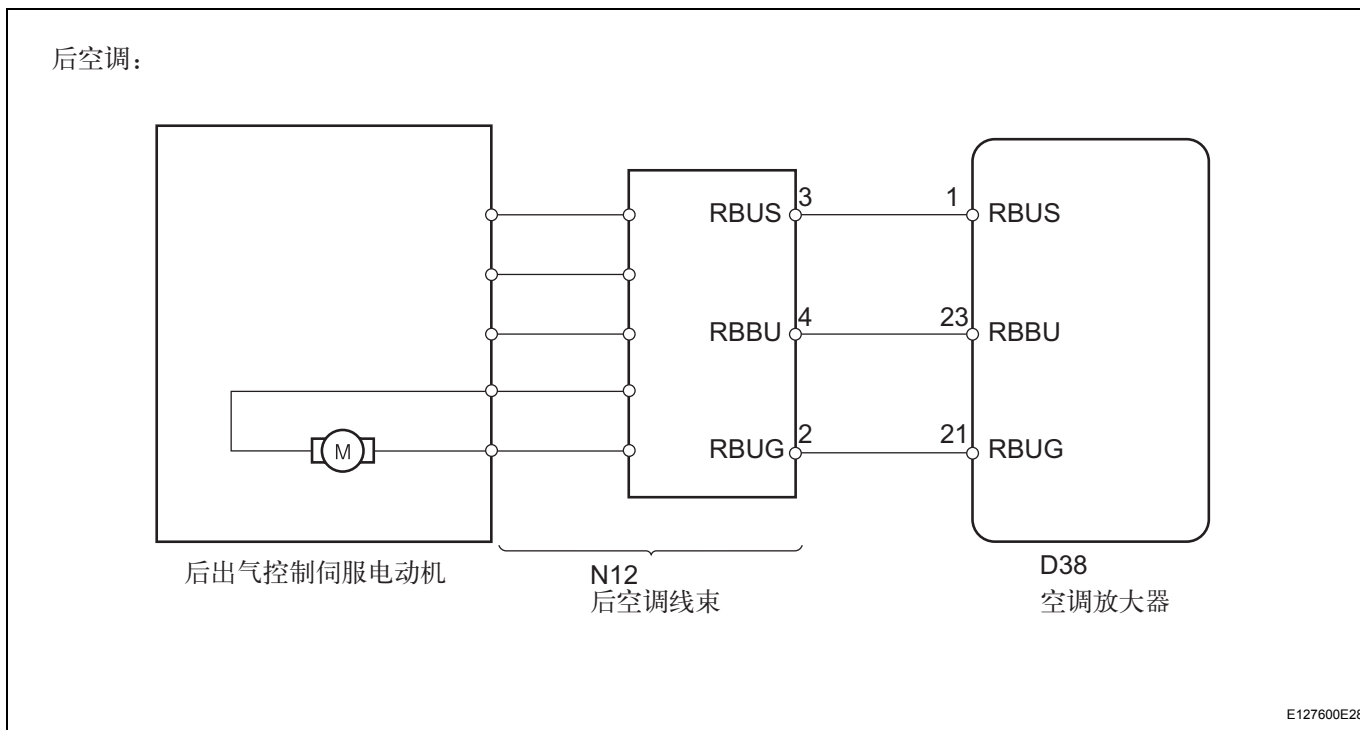 后空调：
RBUS 3 1 RBUS
RBBU 4 23 RBBU
M RBUG 2 21 RBUG
后出气控制伺服电动机
N12
后空调线束
D38
空调放大器
E127600E28